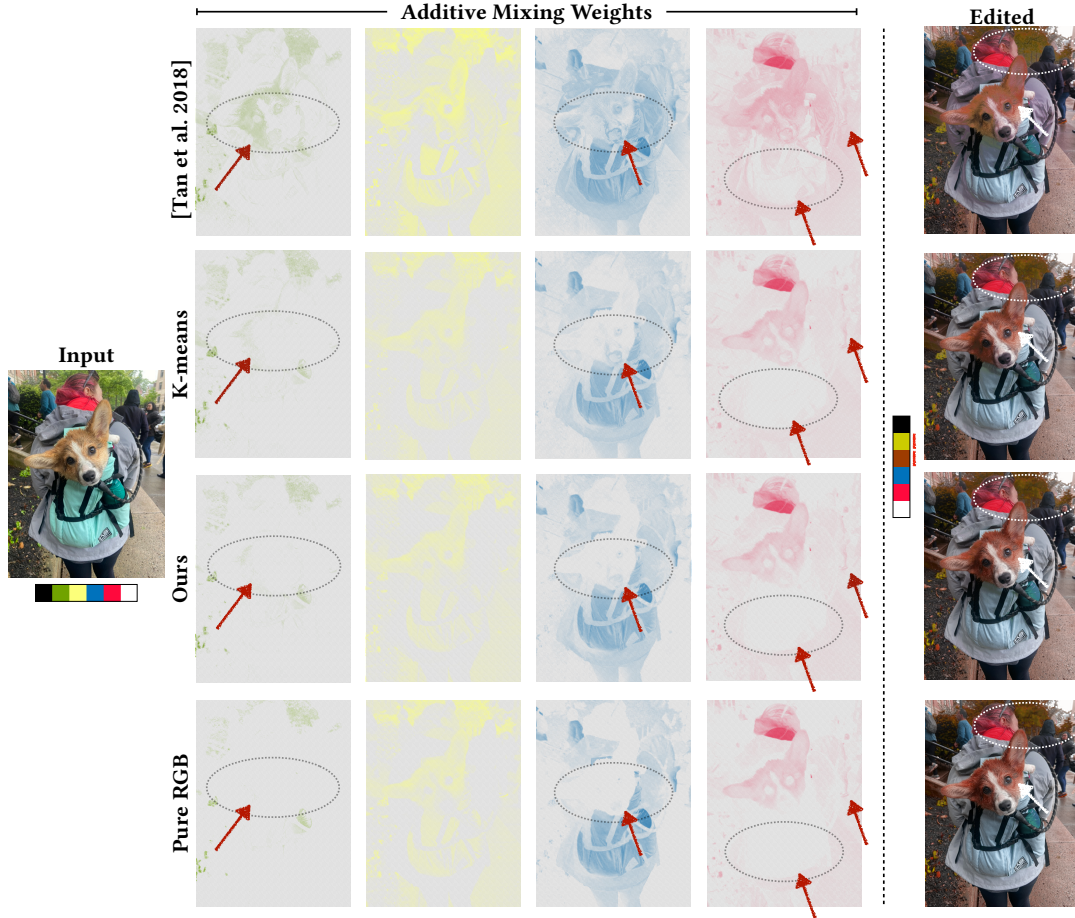 Additive Mixing Weights
Edited
[Tan et al. 2018]
K-means
Input
Ours
Pure RGB